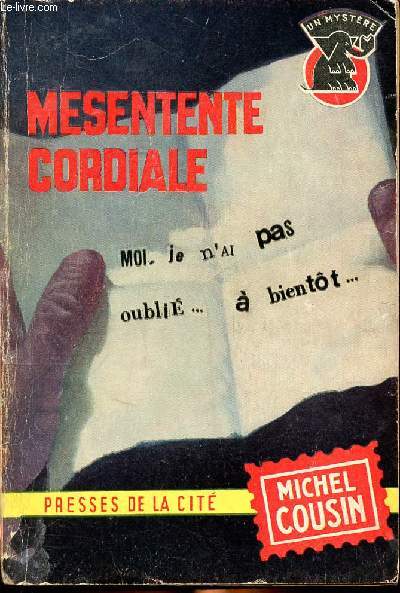 Le-livre.com
UN MYSTÈRE
MESENTENTE
CORDIALE
MOI. je n'AI pas
oubliÉ... à bientôt...
PRESSES DE LA CITÉ
MICHEL
COUSIN